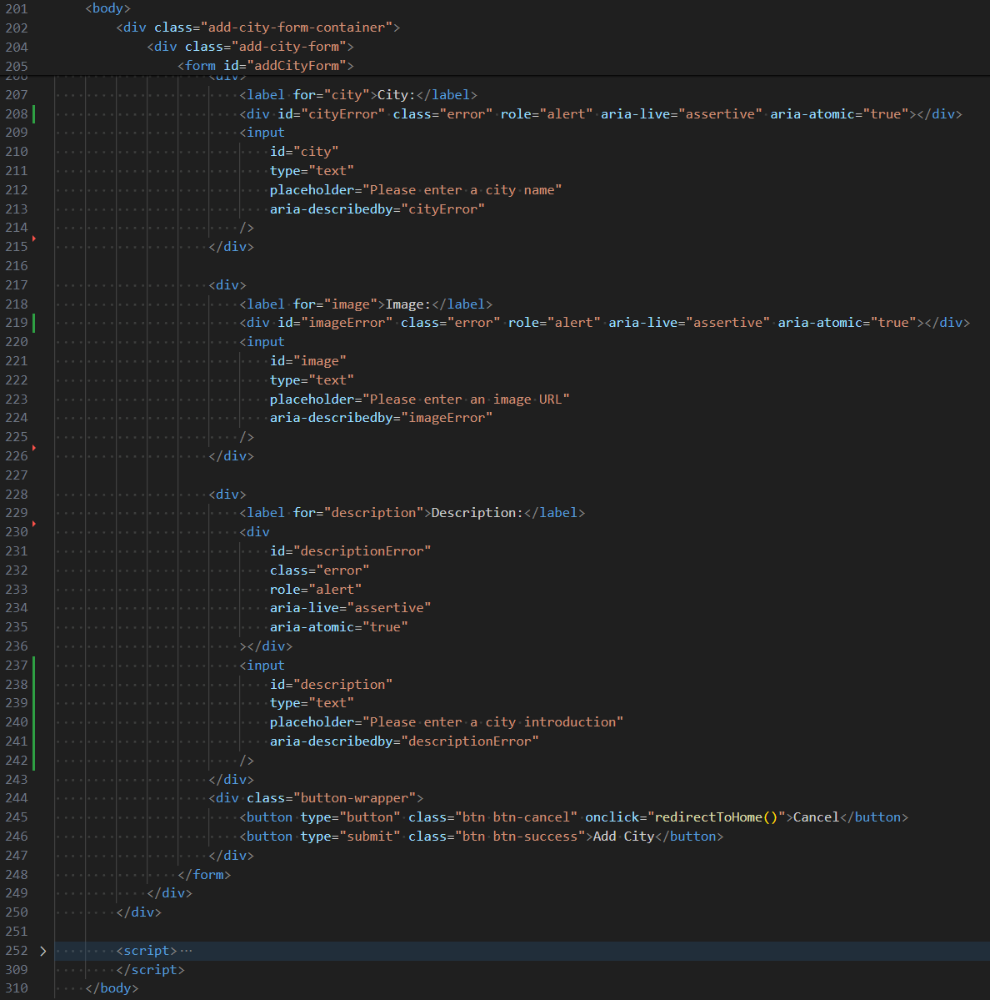 201 <body>
202 <div class="add-city-form-container">
204 <div class="add-city-form">
205 <form id="addCityForm">
206 <div>
207 <label for="city">City:</label>
208 <div id="cityError" class="error" role="alert" aria-live="assertive" aria-atomic="true"></div>
209 <input
210 id="city"
211 type="text"
212 placeholder="Please enter a city name"
213 aria-describedby="cityError"
214 />
215 </div>
216
217 <div>
218 <label for="image">Image:</label>
219 <div id="imageError" class="error" role="alert" aria-live="assertive" aria-atomic="true"></div>
220 <input
221 id="image"
222 type="text"
223 placeholder="Please enter an image URL"
224 aria-describedby="imageError"
225 />
226 </div>
227
228 <div>
229 <label for="description">Description:</label>
230 <div
231 id="descriptionError"
232 class="error"
233 role="alert"
234 aria-live="assertive"
235 aria-atomic="true"
236 ></div>
237 <input
238 id="description"
239 type="text"
240 placeholder="Please enter a city introduction"
241 aria-describedby="descriptionError"
242 />
243 </div>
244 <div class="button-wrapper">
245 <button type="button" class="btn btn-cancel" onclick="redirectToHome()">Cancel</button>
246 <button type="submit" class="btn btn-success">Add City</button>
247 </div>
248 </form>
249 </div>
250 </div>
251
252 <script>···
309 </script>
310 </body>